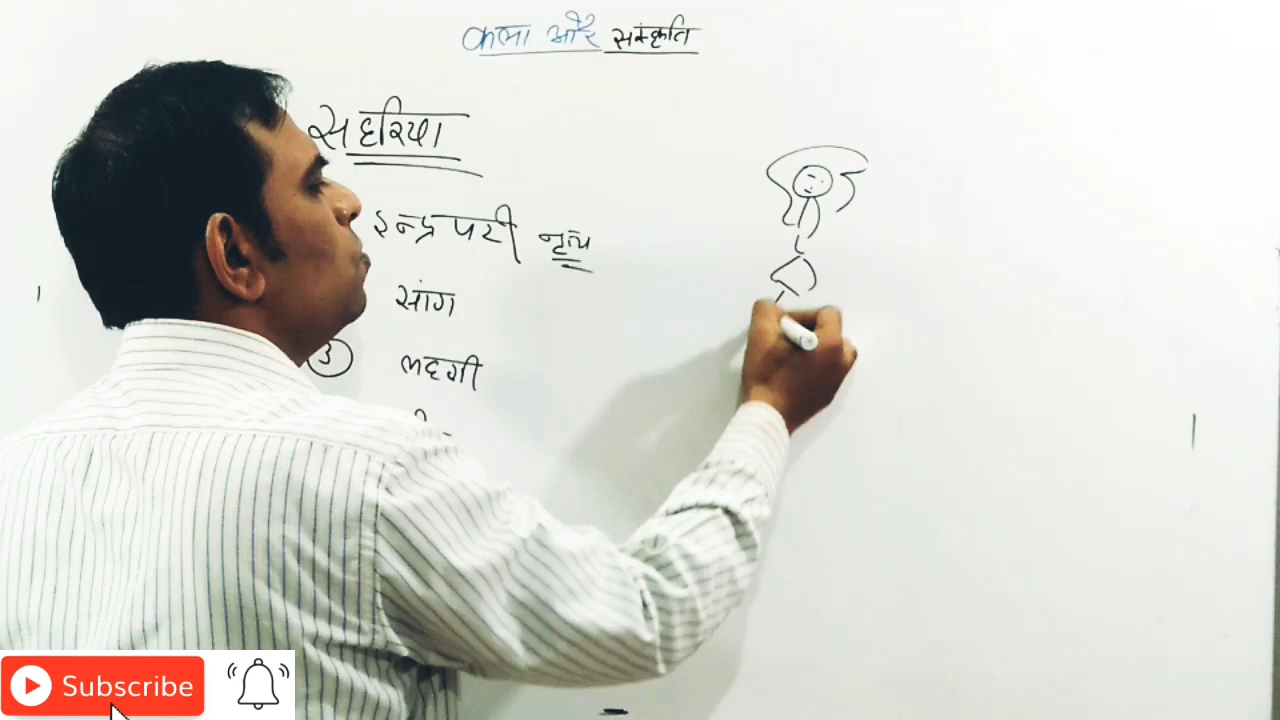 कला और संस्कृति
सहरिया
इन्द्रपरी नृत्य
सांग
3 लहगी
Subscribe